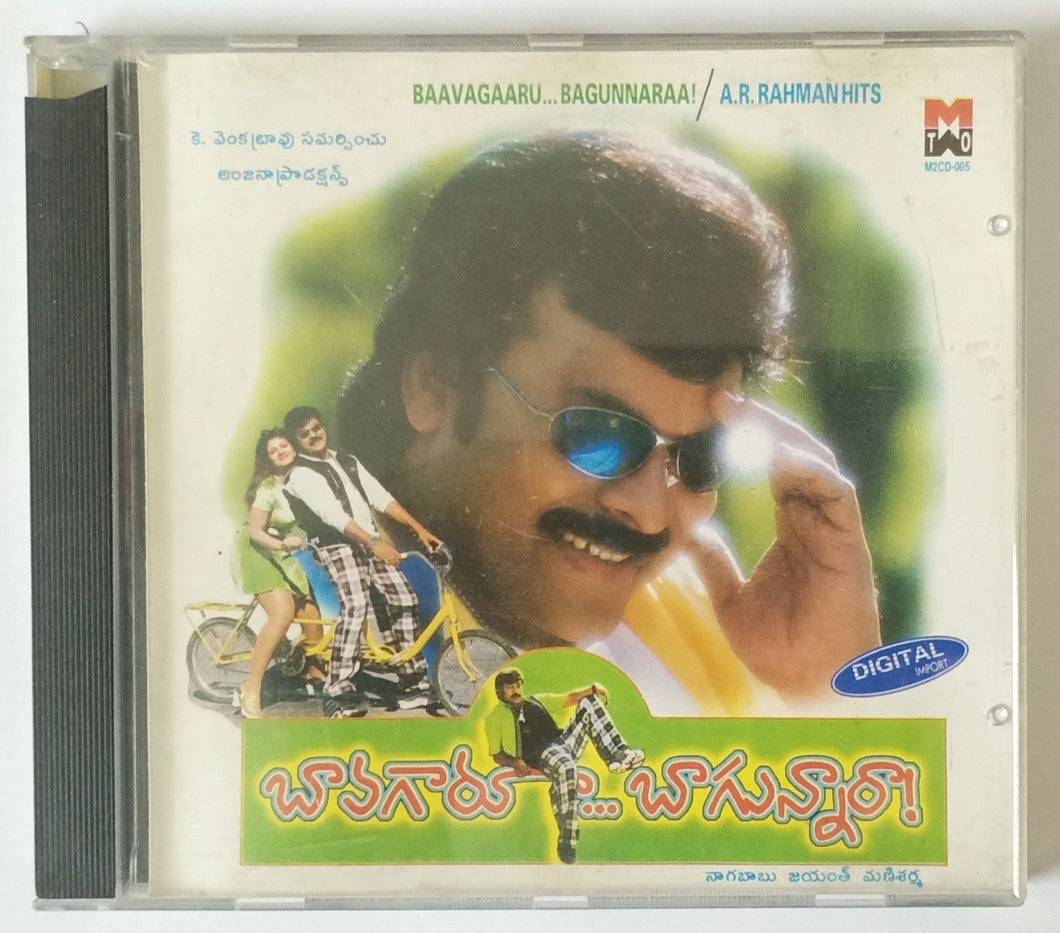 BAAVAGAARU... BAGUNNARAA! / A.R. RAHMAN HITS
M
TWO
M2CD-005
కె. వెంకట్రావు సమర్పించు
అంజనా ప్రొడక్షన్స్
DIGITAL
IMPORT
బావగారూ... బాగున్నారా!
నాగబాబు జయంత్ మణిశర్మ